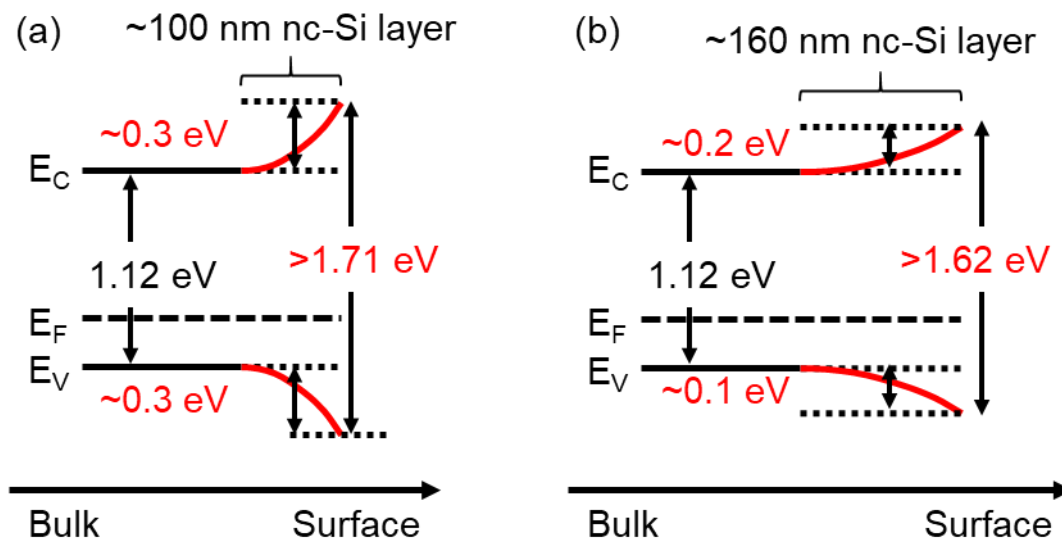 (a)
~100 nm nc-Si layer
~0.3 eV
E_C
1.12 eV
>1.71 eV
E_F
E_V
~0.3 eV
Bulk
Surface
(b)
~160 nm nc-Si layer
~0.2 eV
E_C
1.12 eV
>1.62 eV
E_F
E_V
~0.1 eV
Bulk
Surface